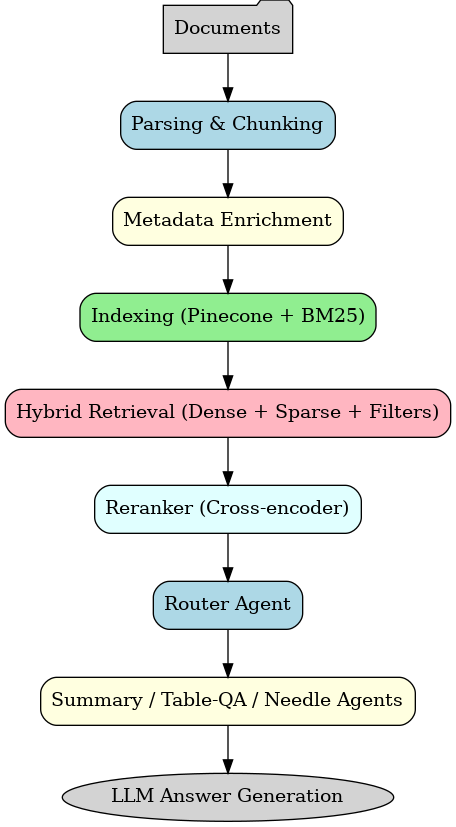 Documents
Parsing & Chunking
Metadata Enrichment
Indexing (Pinecone + BM25)
Hybrid Retrieval (Dense + Sparse + Filters)
Reranker (Cross-encoder)
Router Agent
Summary / Table-QA / Needle Agents
LLM Answer Generation